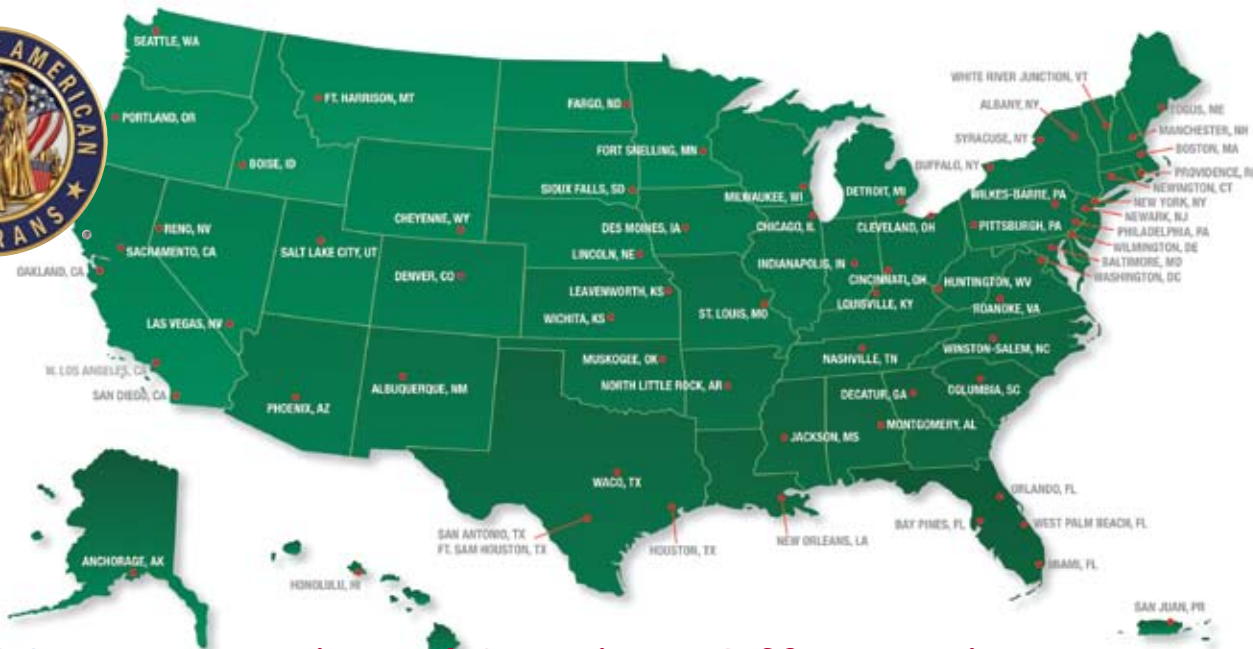 AMERICAN
SEATTLE, WA
PORTLAND, OR
FT. HARRISON, MT
BOISE, ID
FARGO, ND
FORT SNELLING, MN
SIOUX FALLS, SD
MILWAUKEE, WI
DETROIT, MI
WHITE RIVER JUNCTION, VT
ALBANY, NY
SYRACUSE, NY
BUFFALO, NY
TOGUS, ME
MANCHESTER, NH
BOSTON, MA
PROVIDENCE, R
NEWINGTON, CT
NEW YORK, NY
NEWARK, NJ
PHILADELPHIA, PA
WILMINGTON, DE
BALTIMORE, MD
WASHINGTON, DC
WILKES-BARRE, PA
PITTSBURGH, PA
CHEYENNE, WY
DES MOINES, IA
CHICAGO, IL
CLEVELAND, OH
RENO, NV
SACRAMENTO, CA
OAKLAND, CA
SALT LAKE CITY, UT
DENVER, CO
LINCOLN, NE
INDIANAPOLIS, IN
CINCINNATI, OH
HUNTINGTON, WV
LEAVENWORTH, KS
LOUISVILLE, KY
ROANOKE, VA
LAS VEGAS, NV
WICHITA, KS
ST. LOUIS, MO
NASHVILLE, TN
WINSTON-SALEM, NC
W. LOS ANGELES, CA
SAN DIEGO, CA
PHOENIX, AZ
ALBUQUERQUE, NM
MUSKOGEE, OK
NORTH LITTLE ROCK, AR
DECATUR, GA
COLUMBIA, SC
JACKSON, MS
MONTGOMERY, AL
WACO, TX
SAN ANTONIO, TX
FT. SAM HOUSTON, TX
HOUSTON, TX
NEW ORLEANS, LA
ORLANDO, FL
BAY PINES, FL
WEST PALM BEACH, FL
MIAMI, FL
ANCHORAGE, AK
HONOLULU, HI
SAN JUAN, PR